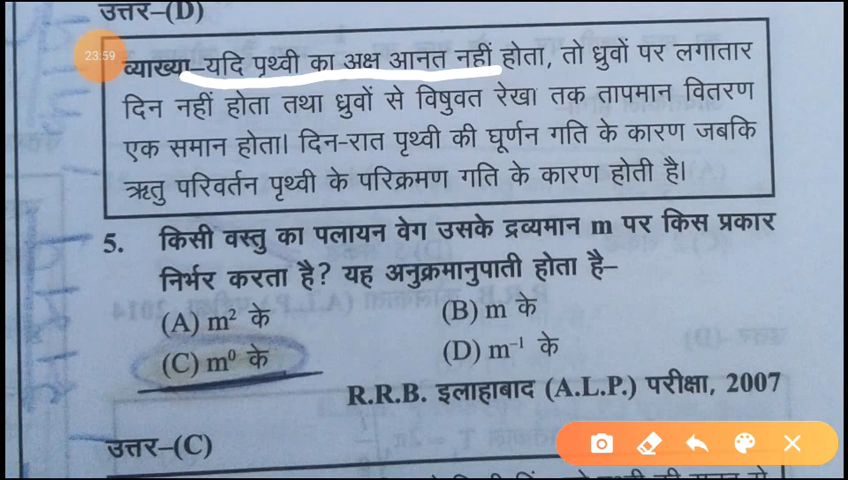 उत्तर–(D)
23:59
व्याख्या–यदि पृथ्वी का अक्ष आनत नहीं होता, तो ध्रुवों पर लगातार
दिन नहीं होता तथा ध्रुवों से विषुवत रेखा तक तापमान वितरण
एक समान होता। दिन-रात पृथ्वी की घूर्णन गति के कारण जबकि
ऋतु परिवर्तन पृथ्वी के परिक्रमण गति के कारण होती है।
5. किसी वस्तु का पलायन वेग उसके द्रव्यमान m पर किस प्रकार
निर्भर करता है? यह अनुक्रमानुपाती होता है–
(A) m² के (B) m के
(C) m⁰ के (D) m⁻¹ के
R.R.B. इलाहाबाद (A.L.P.) परीक्षा, 2007
उत्तर–(C)